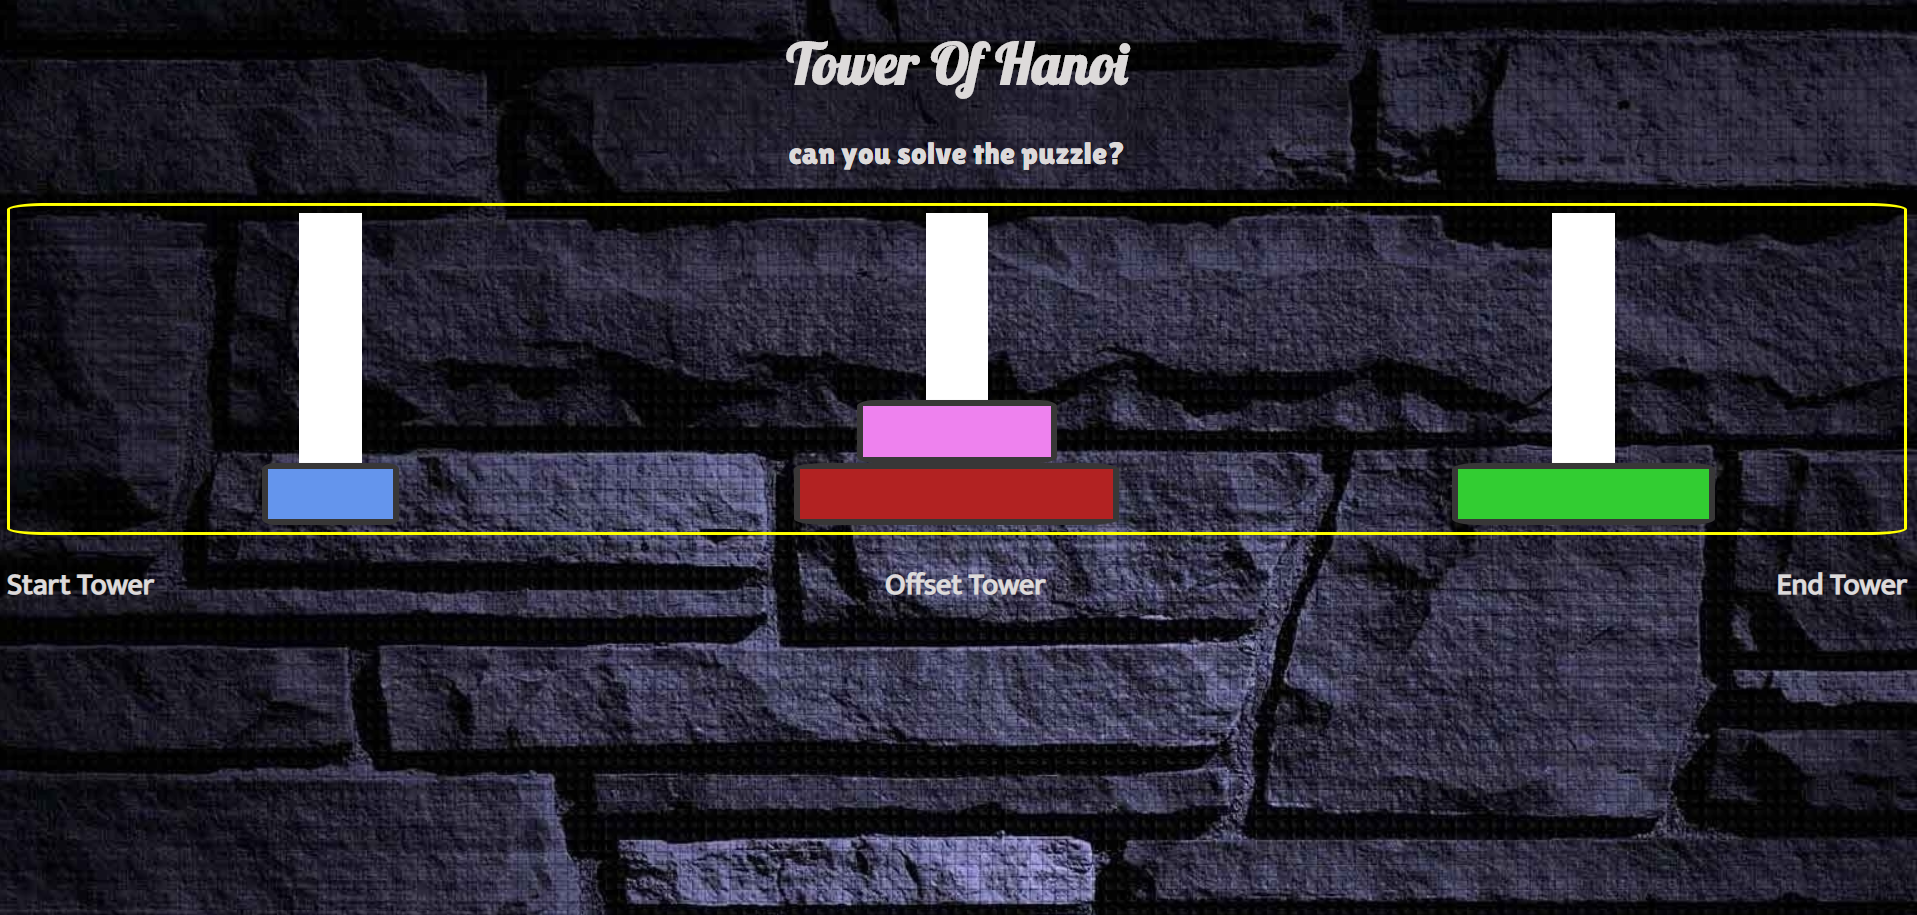 Tower Of Hanoi
can you solve the puzzle?
Start Tower
Offset Tower
End Tower